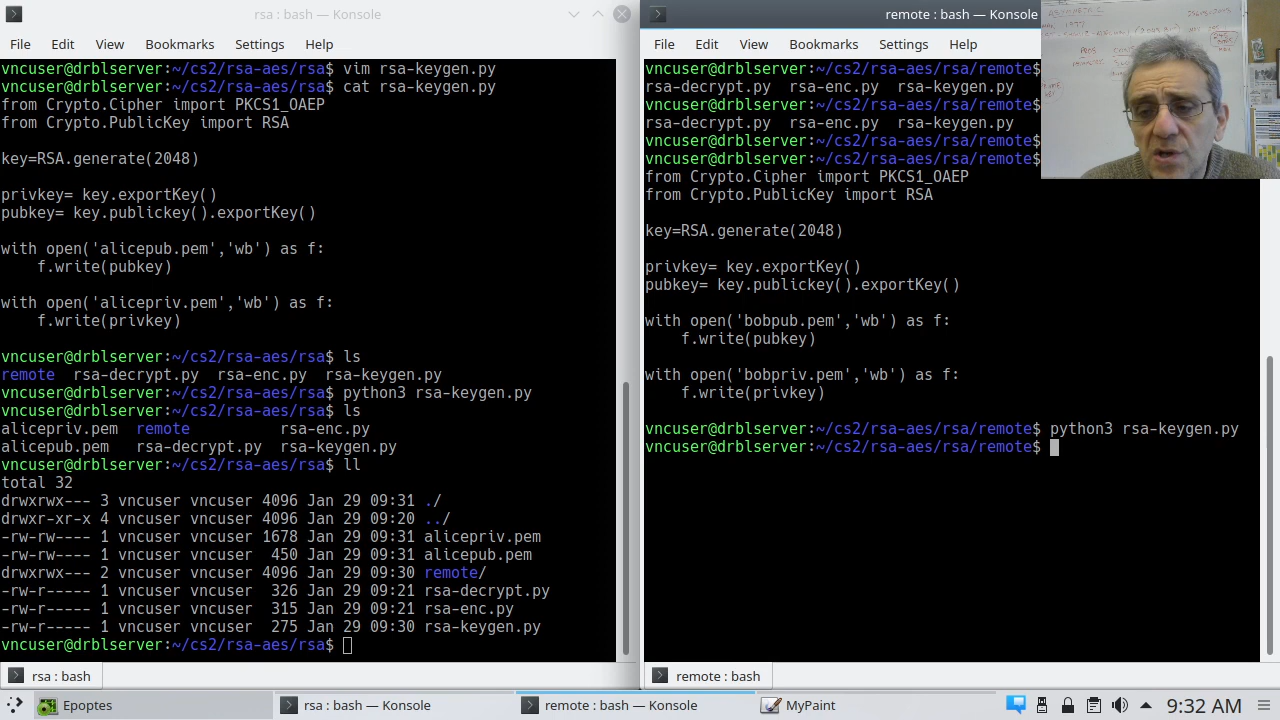 rsa : bash — Konsole
File Edit View Bookmarks Settings Help
vncuser@drblserver:~/cs2/rsa-aes/rsa$ vim rsa-keygen.py
vncuser@drblserver:~/cs2/rsa-aes/rsa$ cat rsa-keygen.py
from Crypto.Cipher import PKCS1_OAEP
from Crypto.PublicKey import RSA
key=RSA.generate(2048)
privkey= key.exportKey()
pubkey= key.publickey().exportKey()
with open('alicepub.pem','wb') as f:
    f.write(pubkey)
with open('alicepriv.pem','wb') as f:
    f.write(privkey)
vncuser@drblserver:~/cs2/rsa-aes/rsa$ ls
remote  rsa-decrypt.py  rsa-enc.py  rsa-keygen.py
vncuser@drblserver:~/cs2/rsa-aes/rsa$ python3 rsa-keygen.py
vncuser@drblserver:~/cs2/rsa-aes/rsa$ ls
alicepriv.pem  remote          rsa-enc.py
alicepub.pem   rsa-decrypt.py  rsa-keygen.py
vncuser@drblserver:~/cs2/rsa-aes/rsa$ ll
total 32
drwxrwx--- 3 vncuser vncuser 4096 Jan 29 09:31 ./
drwxr-xr-x 4 vncuser vncuser 4096 Jan 29 09:20 ../
-rw-rw---- 1 vncuser vncuser 1678 Jan 29 09:31 alicepriv.pem
-rw-rw---- 1 vncuser vncuser  450 Jan 29 09:31 alicepub.pem
drwxrwx--- 2 vncuser vncuser 4096 Jan 29 09:30 remote/
-rw-r----- 1 vncuser vncuser  326 Jan 29 09:21 rsa-decrypt.py
-rw-r----- 1 vncuser vncuser  315 Jan 29 09:21 rsa-enc.py
-rw-r----- 1 vncuser vncuser  275 Jan 29 09:30 rsa-keygen.py
vncuser@drblserver:~/cs2/rsa-aes/rsa$
rsa : bash
remote : bash — Konsole
File Edit View Bookmarks Settings Help
vncuser@drblserver:~/cs2/rsa-aes/rsa/remote$
rsa-decrypt.py  rsa-enc.py  rsa-keygen.py
vncuser@drblserver:~/cs2/rsa-aes/rsa/remote$
rsa-decrypt.py  rsa-enc.py  rsa-keygen.py
vncuser@drblserver:~/cs2/rsa-aes/rsa/remote$
vncuser@drblserver:~/cs2/rsa-aes/rsa/remote$
from Crypto.Cipher import PKCS1_OAEP
from Crypto.PublicKey import RSA
key=RSA.generate(2048)
privkey= key.exportKey()
pubkey= key.publickey().exportKey()
with open('bobpub.pem','wb') as f:
    f.write(pubkey)
with open('bobpriv.pem','wb') as f:
    f.write(privkey)
vncuser@drblserver:~/cs2/rsa-aes/rsa/remote$ python3 rsa-keygen.py
vncuser@drblserver:~/cs2/rsa-aes/rsa/remote$
remote : bash
Epoptes
rsa : bash — Konsole
remote : bash — Konsole
MyPaint
9:32 AM